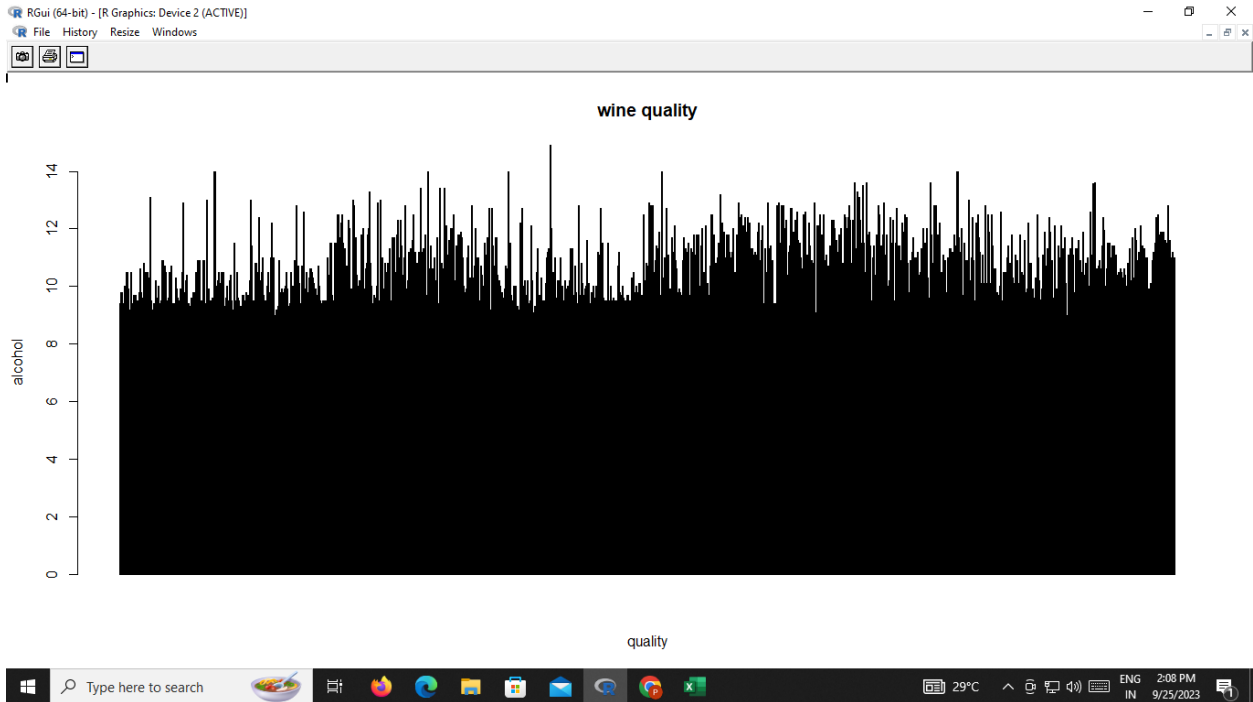 RGui (64-bit) - [R Graphics: Device 2 (ACTIVE)]
File History Resize Windows
wine quality
14
12
10
8
6
4
2
0
alcohol
quality
Type here to search
29°C
ENG
IN
2:08 PM
9/25/2023
1